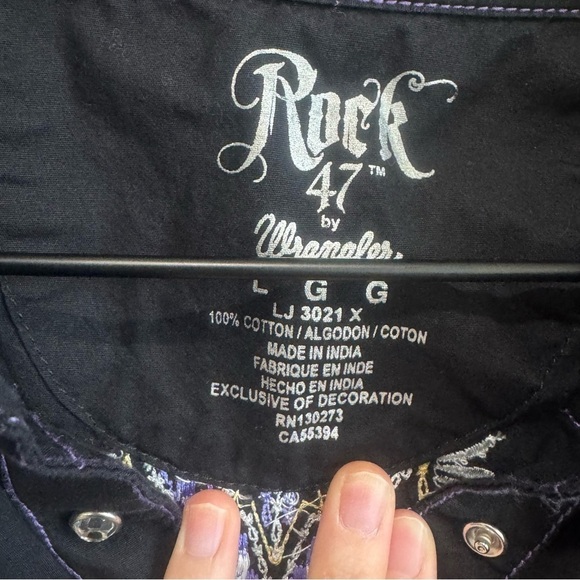 Rock
47™
by
Wrangler.
L G G
LJ 3021 X
100% COTTON / ALGODON / COTON
MADE IN INDIA
FABRIQUE EN INDE
HECHO EN INDIA
EXCLUSIVE OF DECORATION
RN130273
CA55394